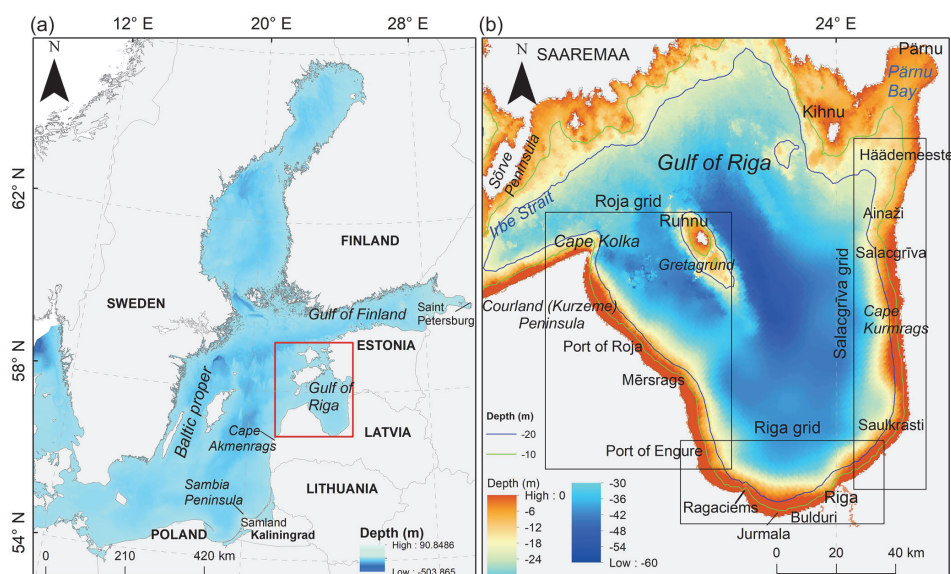 (a)
12° E
20° E
30° E
N
62° N
58° N
54° N
FINLAND
SWEDEN
Gulf of Finland
Saint
Petersburg
ESTONIA
Gulf of
Riga
Baltic proper
Cape
Akmenrags
LATVIA
Sambia
Peninsula
LITHUANIA
Samland
Kaliningrad
POLAND
Depth (m)
High : 90.8486
Low : -503.865
0 210 420 km
(b)
24° E
N
SAAREMAA
Pärnu
Pärnu
Bay
Kihnu
Sõrve
Peninsula
Gulf of Riga
Häädemeeste
Irbe Strait
Roja grid
Ruhnu
Ainaži
Cape Kolka
Gretagrund
Salacgrīva
Salacgrīva grid
Courland (Kurzeme)
Peninsula
Cape
Kurmrags
Port of Roja
Mērsrags
Depth (m)
-20
-10
Riga grid
Saulkrasti
Port of Engure
Depth (m)
High : 0
-6
-12
-18
-24
-30
-36
-42
-48
-54
Low : -60
Ragaciems
Riga
Bulduri
Jurmala
0 20 40 km